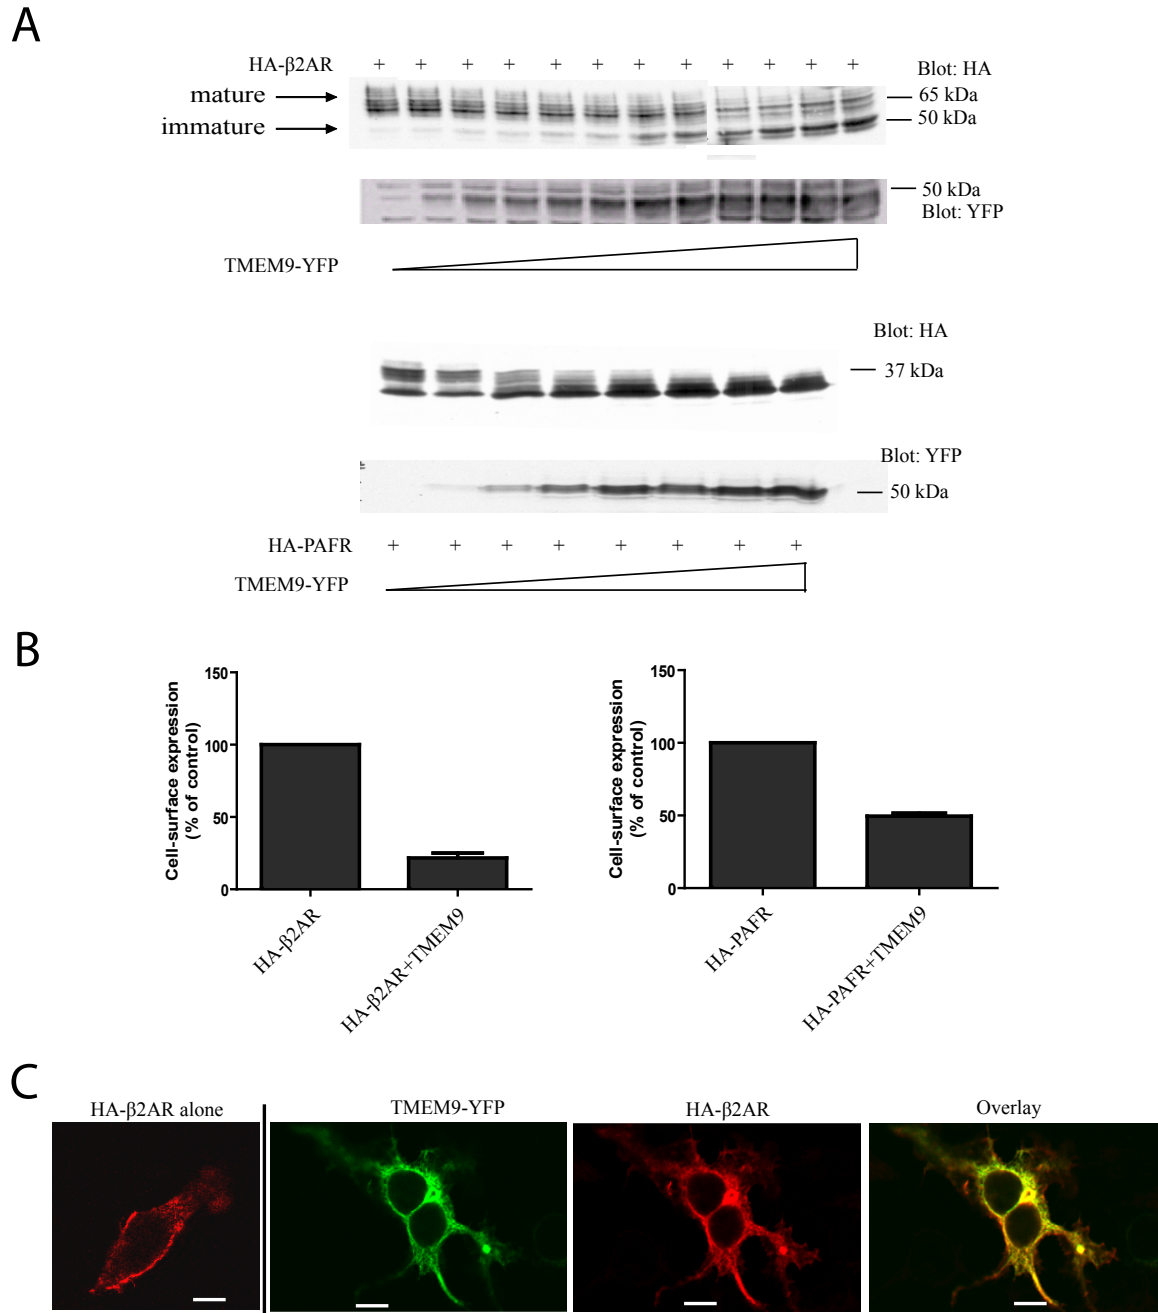 A
HA-β2AR + + + + + + + + + + + +
Blot: HA
mature
65 kDa
immature
50 kDa
50 kDa
Blot: YFP
TMEM9-YFP
Blot: HA
37 kDa
Blot: YFP
50 kDa
HA-PAFR + + + + + + + +
TMEM9-YFP
B
Cell-surface expression
(% of control)
150
100
50
0
HA-β2AR
HA-β2AR+TMEM9
Cell-surface expression
(% of control)
150
100
50
0
HA-PAFR
HA-PAFR+TMEM9
C
HA-β2AR alone
TMEM9-YFP
HA-β2AR
Overlay